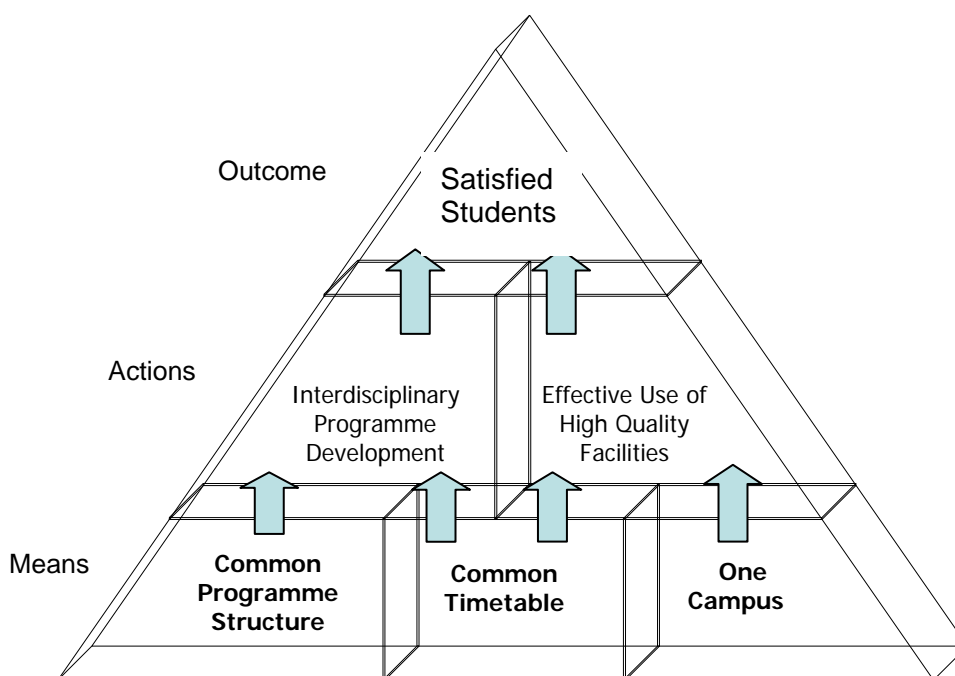 Outcome
Satisfied
Students
Actions
Interdisciplinary
Programme
Development
Effective Use of
High Quality
Facilities
Means
Common
Programme
Structure
Common
Timetable
One
Campus